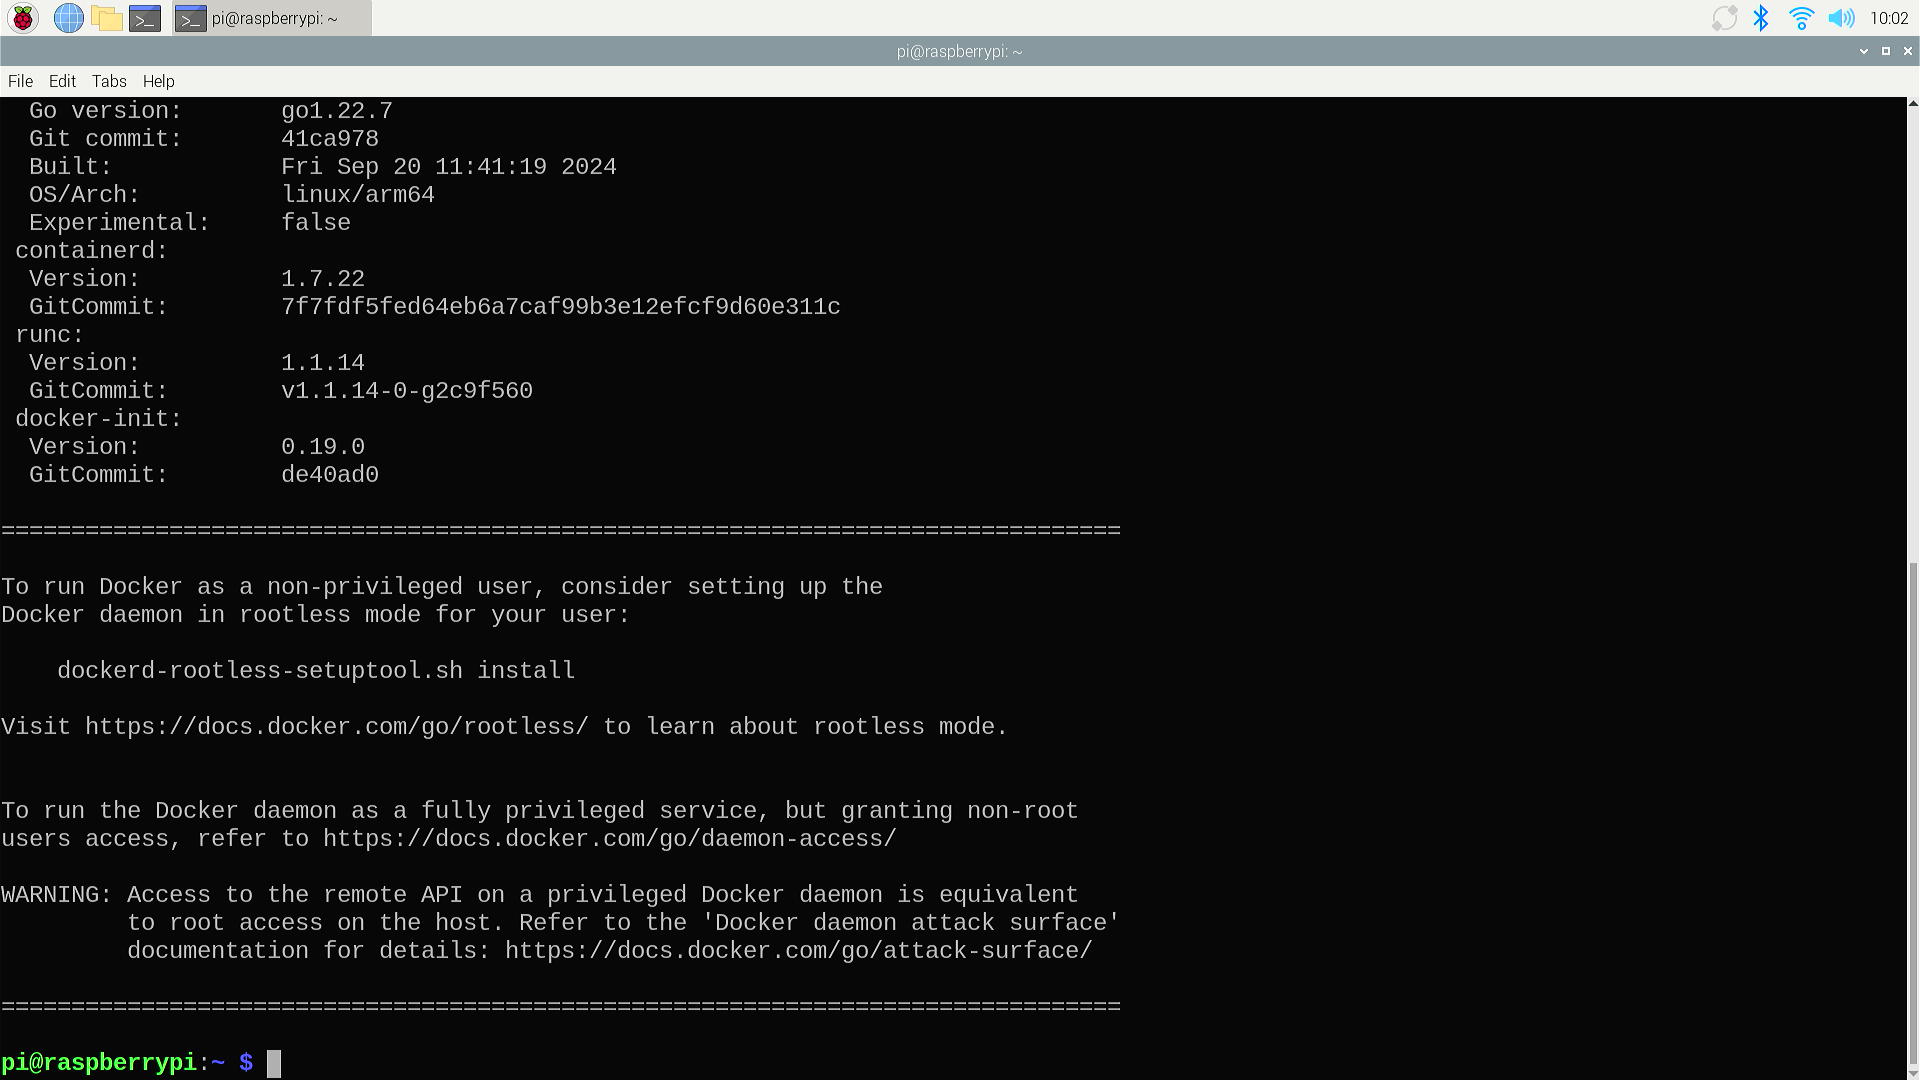 pi@raspberrypi: ~
10:02
pi@raspberrypi: ~
File Edit Tabs Help
Go version: go1.22.7
Git commit: 41ca978
Built: Fri Sep 20 11:41:19 2024
OS/Arch: linux/arm64
Experimental: false
containerd:
Version: 1.7.22
GitCommit: 7f7fdf5fed64eb6a7caf99b3e12efcf9d60e311c
runc:
Version: 1.1.14
GitCommit: v1.1.14-0-g2c9f560
docker-init:
Version: 0.19.0
GitCommit: de40ad0
================================================================================
To run Docker as a non-privileged user, consider setting up the
Docker daemon in rootless mode for your user:
dockerd-rootless-setuptool.sh install
Visit https://docs.docker.com/go/rootless/ to learn about rootless mode.
To run the Docker daemon as a fully privileged service, but granting non-root
users access, refer to https://docs.docker.com/go/daemon-access/
WARNING: Access to the remote API on a privileged Docker daemon is equivalent
to root access on the host. Refer to the 'Docker daemon attack surface'
documentation for details: https://docs.docker.com/go/attack-surface/
================================================================================
pi@raspberrypi:~ $